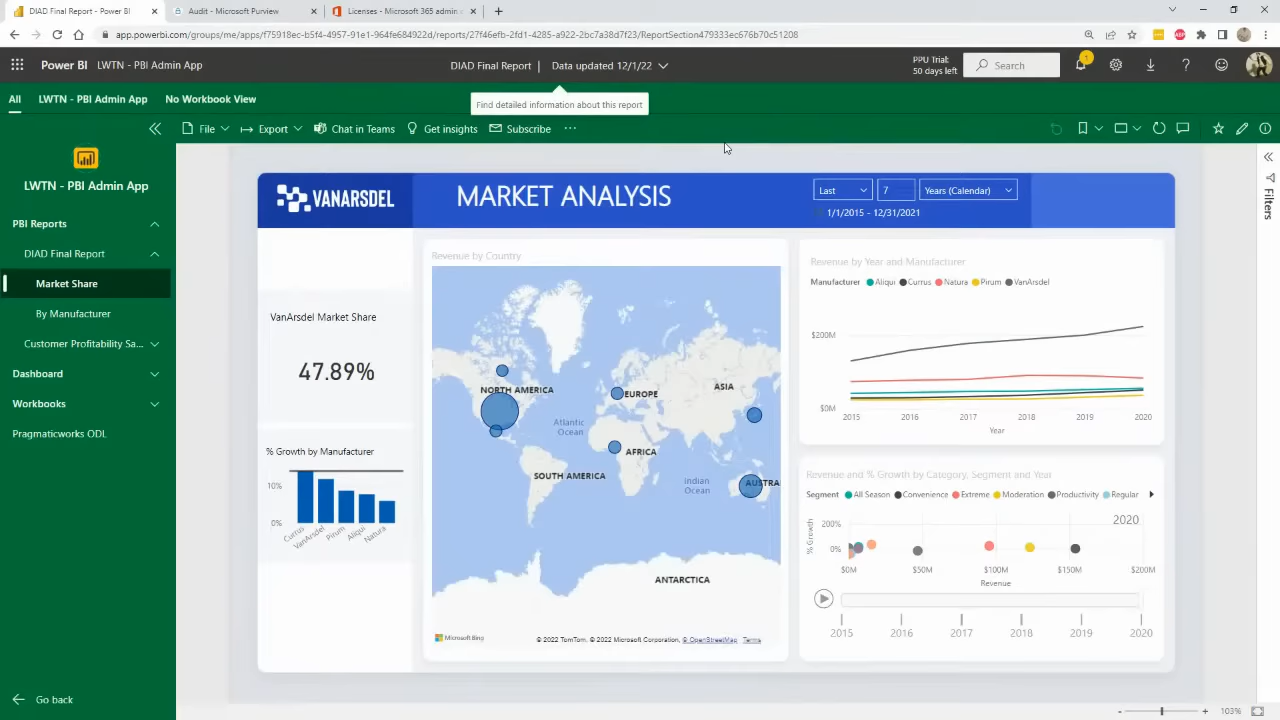 DIAD Final Report - Power BI
Audit - Microsoft Purview
Licenses - Microsoft 365 admin
app.powerbi.com/groups/me/apps/f75918ec-b5f4-4957-91e1-964fe684922d/reports/27f46efb-2fd1-4285-a922-2bc7a38d7f23/ReportSection479333ec676b70c51208
Power BI LWTN - PBI Admin App
DIAD Final Report | Data updated 12/1/22
PPU Trial:
50 days left
Search
1
All LWTN - PBI Admin App No Workbook View
Find detailed information about this report
File Export Chat in Teams Get insights Subscribe ...
LWTN - PBI Admin App
PBI Reports
DIAD Final Report
Market Share
By Manufacturer
Customer Profitability Sa...
Dashboard
Workbooks
Pragmaticworks ODL
Go back
VANARSDEL
MARKET ANALYSIS
Last 7 Years (Calendar)
1/1/2015 - 12/31/2021
VanArsdel Market Share
47.89%
% Growth by Manufacturer
10%
0%
Currus VanArsdel Pirum Aliqui Natura
Revenue by Country
NORTH AMERICA
EUROPE
ASIA
Atlantic
Ocean
AFRICA
SOUTH AMERICA
Indian
Ocean
AUSTRA
ANTARCTICA
Microsoft Bing
© 2022 TomTom, © 2022 Microsoft Corporation, © OpenStreetMap Terms
Revenue by Year and Manufacturer
Manufacturer Aliqui Currus Natura Pirum VanArsdel
$200M
$0M
2015 2016 2017 2018 2019 2020
Year
Revenue and % Growth by Category, Segment and Year
Segment All Season Convenience Extreme Moderation Productivity Regular
2020
% Growth
200%
0%
$0M $50M $100M $150M $200M
Revenue
2015 2016 2017 2018 2019 2020
Filters
- + 103%